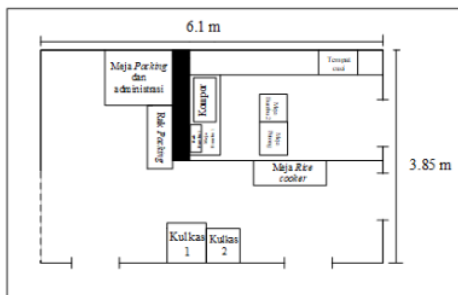 6.1 m
Meja Packing
dan
administrasi
Kompor
Tempat
cuci
Rak Packing
Meja Rice
cooker
3.85 m
Kulkas
1
Kulkas
2